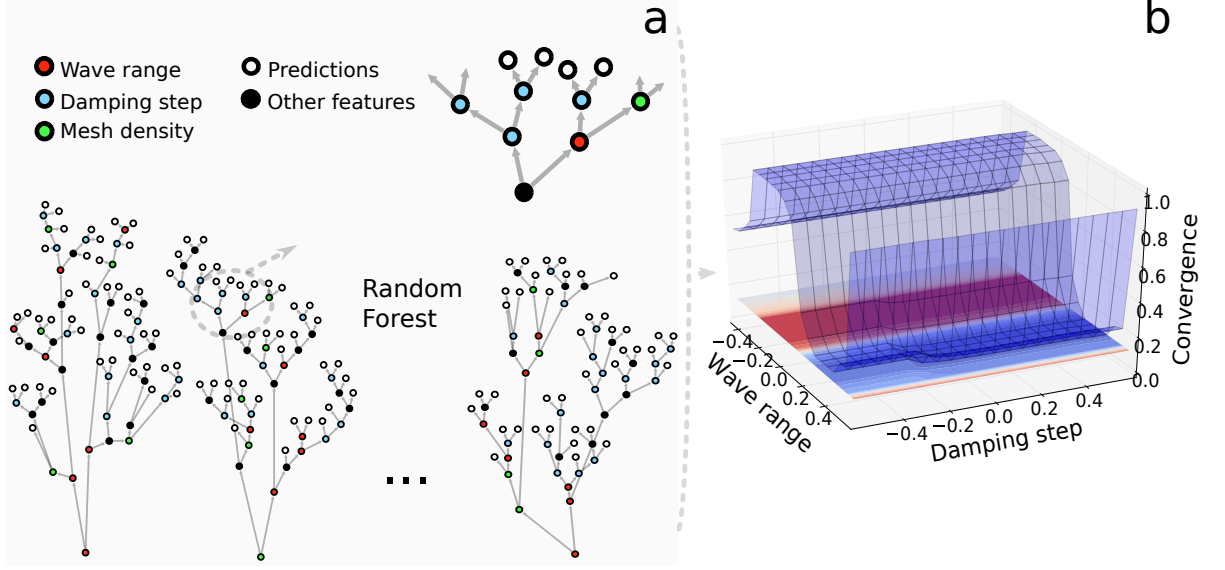 a
b
Wave range
Predictions
Damping step
Other features
Mesh density
Random
Forest
...
1.0
0.8
0.6
0.4
0.2
0.0
Convergence
−0.4
−0.2
0.0
0.2
0.4
Wave range
−0.4
−0.2
0.0
0.2
0.4
Damping step